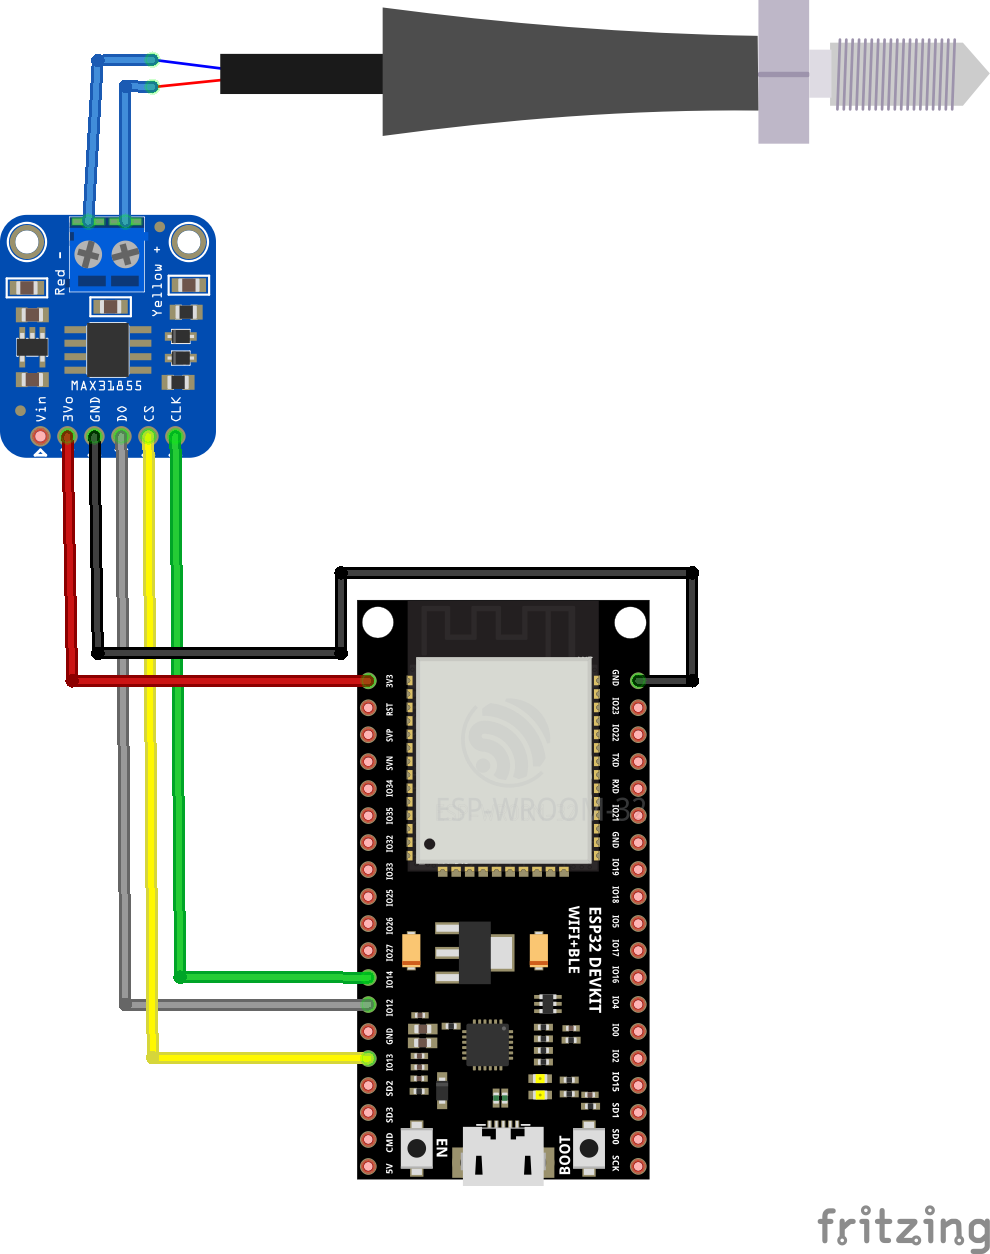 Red -
Yellow +
MAX31855
Vin
3Vo
GND
DO
CS
CLK
3V3
RST
SVP
SVN
IO34
IO35
IO32
IO33
IO25
IO26
IO27
IO14
IO12
GND
IO13
SD2
SD3
CMD
5V
GND
IO23
IO22
TXD
RXD
IO21
GND
IO19
IO18
IO5
IO17
IO16
IO4
IO0
IO2
IO15
SD1
SD0
SCK
ESP-WROOM-32
ESP32 DEVKIT
WIFI+BLE
EN
BOOT
fritzing